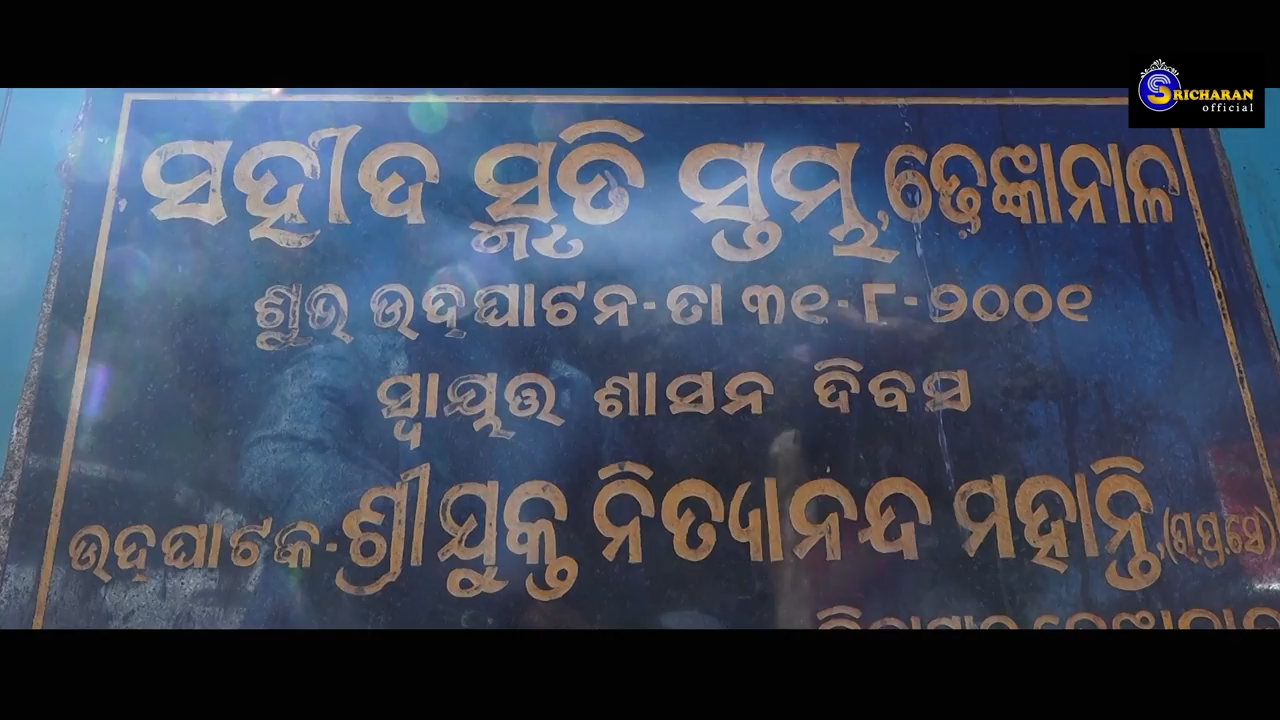 SRICHARAN
official
ସହୀଦ ସ୍ମୃତି ସ୍ତମ୍ଭ, ଢ଼େଙ୍କାନାଳ
ଶୁଭ ଉଦ୍‌ଘାଟନ-ତା ୩୧-୮-୨୦୦୧
ସ୍ୱାୟତ୍ତ ଶାସନ ଦିବସ
ଉଦ୍‌ଘାଟକ-ଶ୍ରୀଯୁକ୍ତ ନିତ୍ୟାନନ୍ଦ ମହାନ୍ତି,(ଓ.ପ୍ର.ସେ)